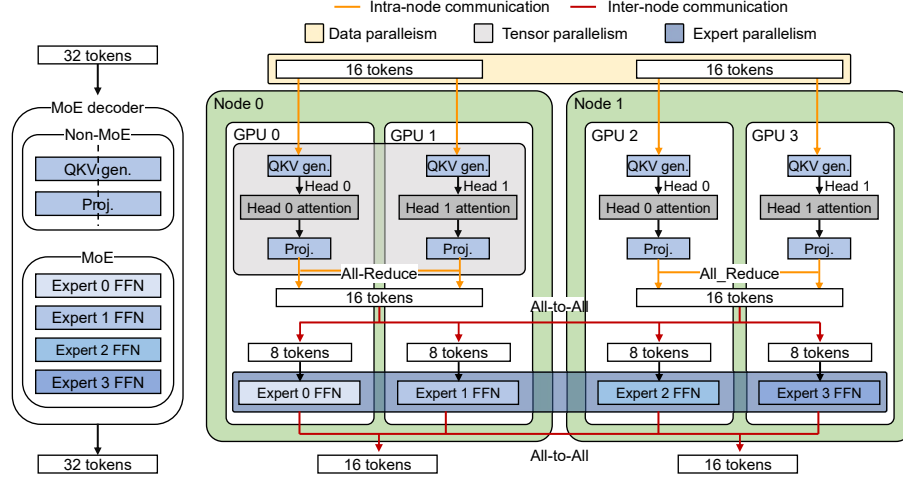 Intra-node communication
Inter-node communication
Data paralleism
Tensor parallelism
Expert parallelism
32 tokens
MoE decoder
Non-MoE
QKV gen.
Proj.
MoE
Expert 0 FFN
Expert 1 FFN
Expert 2 FFN
Expert 3 FFN
32 tokens
16 tokens
16 tokens
Node 0
Node 1
GPU 0
GPU 1
GPU 2
GPU 3
QKV gen.
QKV gen.
QKV gen.
QKV gen.
Head 0
Head 1
Head 0
Head 1
Head 0 attention
Head 1 attention
Head 0 attention
Head 1 attention
Proj.
Proj.
Proj.
Proj.
All-Reduce
All_Reduce
16 tokens
16 tokens
All-to-All
8 tokens
8 tokens
8 tokens
8 tokens
Expert 0 FFN
Expert 1 FFN
Expert 2 FFN
Expert 3 FFN
All-to-All
16 tokens
16 tokens